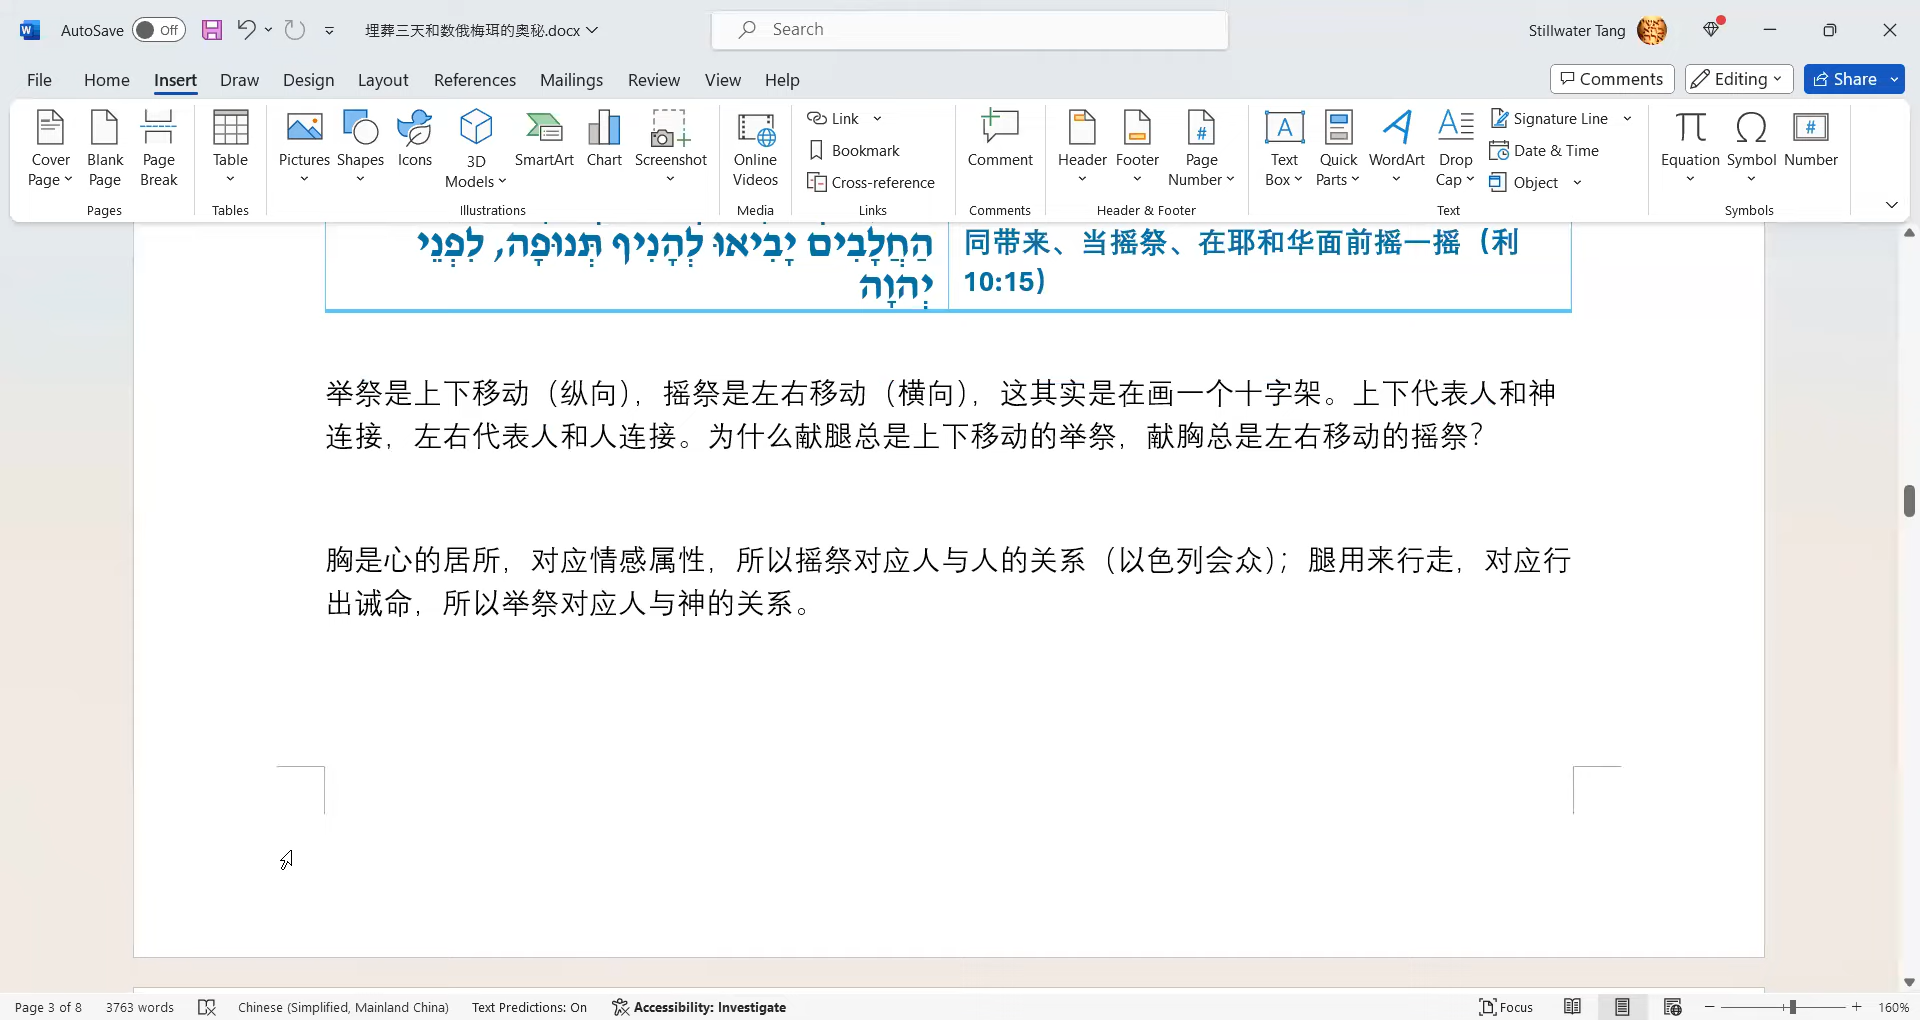 AutoSave Off 埋葬三天和数俄梅珥的奥秘.docx Search Stillwater Tang
File Home Insert Draw Design Layout References Mailings Review View Help Comments Editing Share
Cover Page
Blank Page
Page Break
Pages
Table
Tables
Pictures
Shapes
Icons
3D Models
SmartArt
Chart
Screenshot
Illustrations
Online Videos
Media
Link
Bookmark
Cross-reference
Links
Comment
Comments
Header
Footer
Page Number
Header & Footer
Text Box
Quick Parts
WordArt
Drop Cap
Signature Line
Date & Time
Object
Text
Equation
Symbol
Number
Symbols
הַחֲלָבִים יָבִיאוּ לְהָנִיף תְּנוּפָה, לִפְנֵי
יְהוָה
同带来、当摇祭、在耶和华面前摇一摇（利
10:15）
举祭是上下移动（纵向），摇祭是左右移动（横向），这其实是在画一个十字架。上下代表人和神
连接，左右代表人和人连接。为什么献腿总是上下移动的举祭，献胸总是左右移动的摇祭？
胸是心的居所，对应情感属性，所以摇祭对应人与人的关系（以色列会众）；腿用来行走，对应行
出诫命，所以举祭对应人与神的关系。
Page 3 of 8 3763 words Chinese (Simplified, Mainland China) Text Predictions: On Accessibility: Investigate Focus 160%